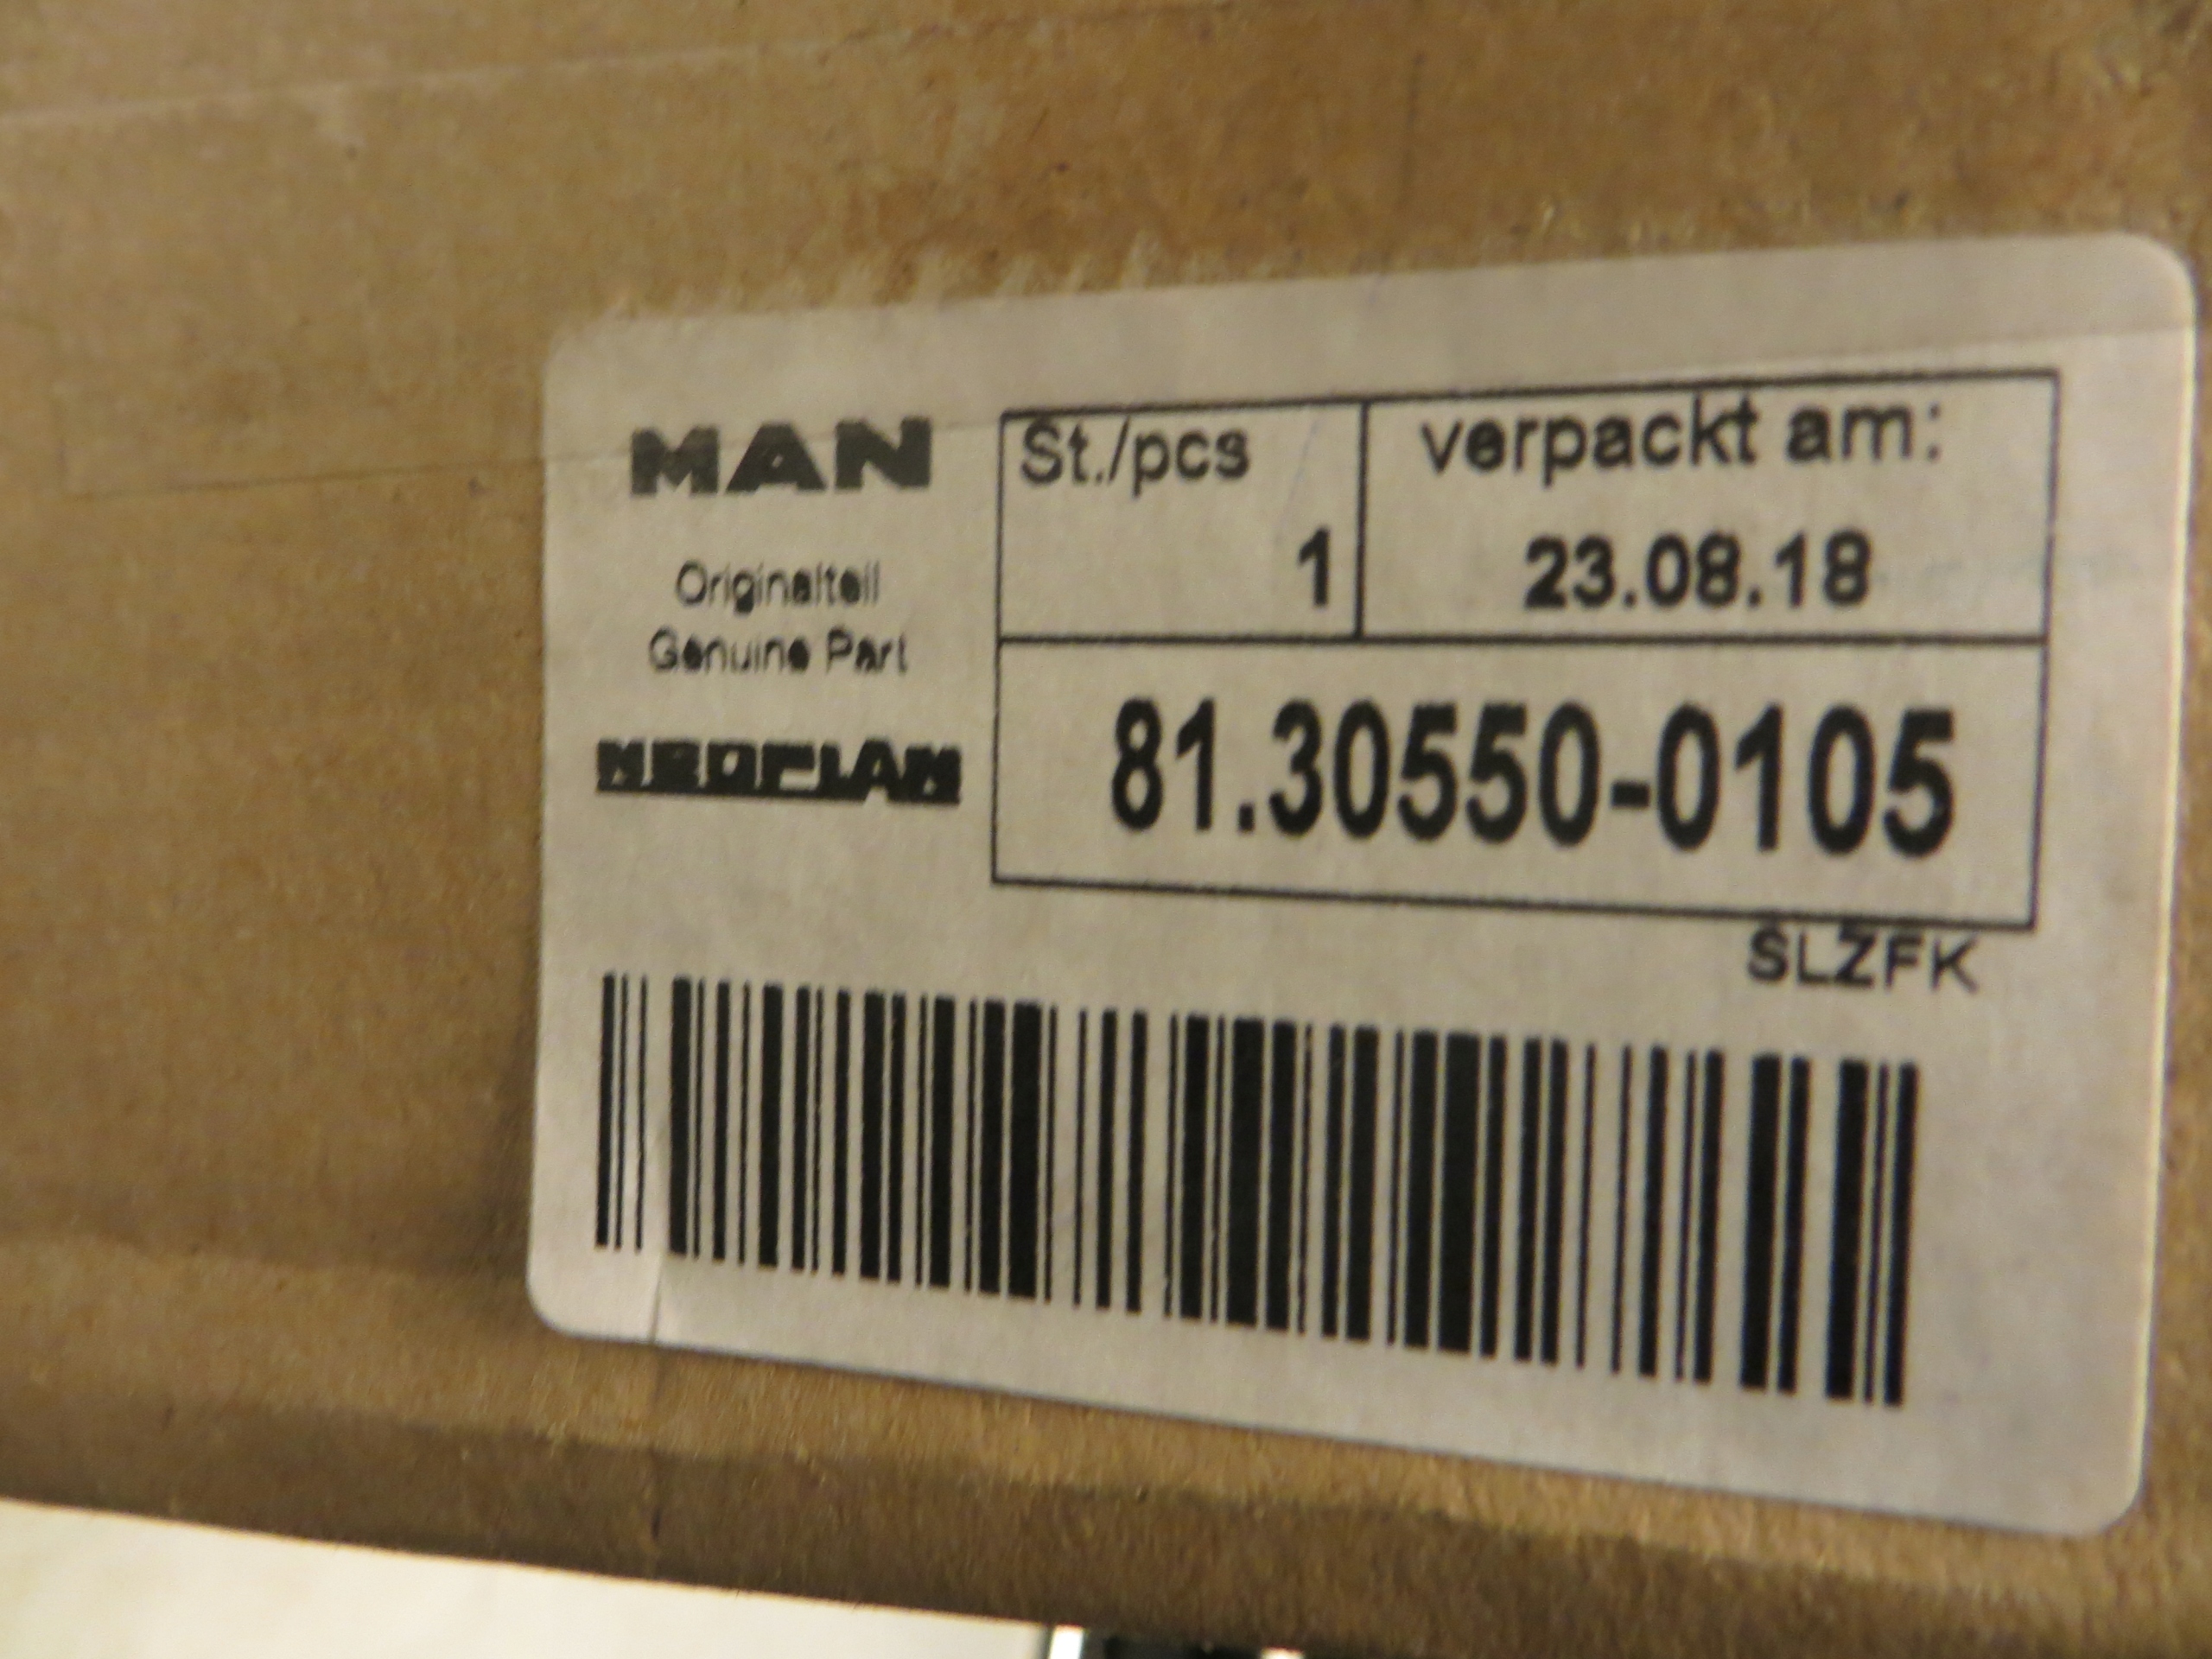 MAN
Originalteil
Genuine Part
NEOPLAN
St./pcs
1
verpackt am:
23.08.18
81.30550-0105
SLZFK